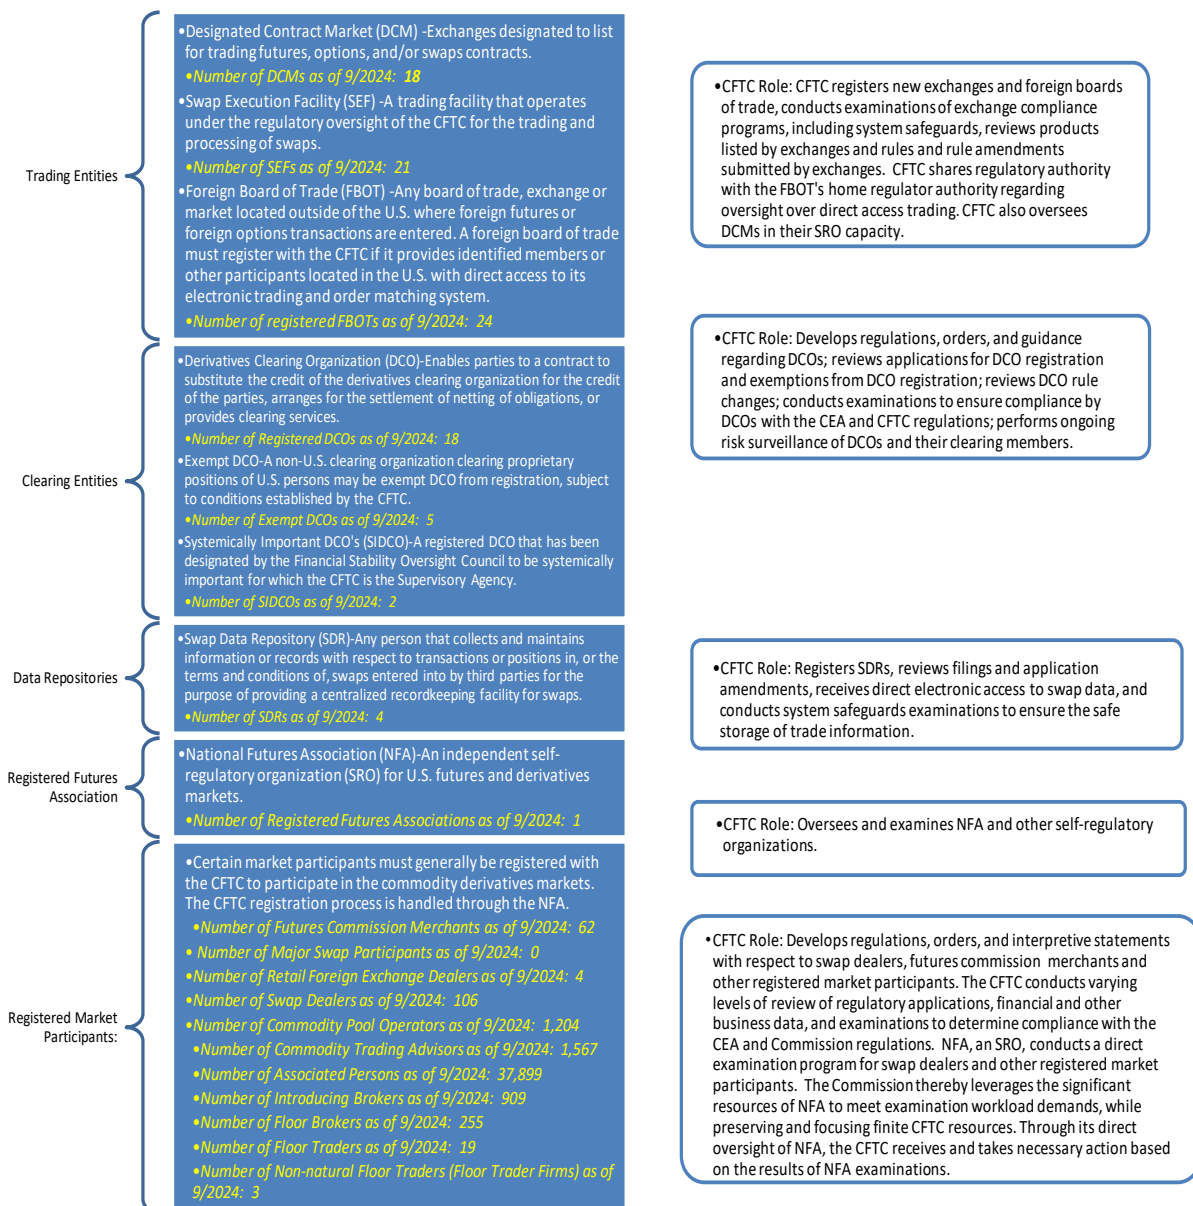 Trading Entities
•Designated Contract Market (DCM) -Exchanges designated to list
for trading futures, options, and/or swaps contracts.
•Number of DCMs as of 9/2024: 18
•Swap Execution Facility (SEF) -A trading facility that operates
under the regulatory oversight of the CFTC for the trading and
processing of swaps.
•Number of SEFs as of 9/2024: 21
•Foreign Board of Trade (FBOT) -Any board of trade, exchange or
market located outside of the U.S. where foreign futures or
foreign options transactions are entered. A foreign board of trade
must register with the CFTC if it provides identified members or
other participants located in the U.S. with direct access to its
electronic trading and order matching system.
•Number of registered FBOTs as of 9/2024: 24
•CFTC Role: CFTC registers new exchanges and foreign boards
of trade, conducts examinations of exchange compliance
programs, including system safeguards, reviews products
listed by exchanges and rules and rule amendments
submitted by exchanges. CFTC shares regulatory authority
with the FBOT's home regulator authority regarding
oversight over direct access trading. CFTC also oversees
DCMs in their SRO capacity.
Clearing Entities
•Derivatives Clearing Organization (DCO)-Enables parties to a contract to
substitute the credit of the derivatives clearing organization for the credit
of the parties, arranges for the settlement of netting of obligations, or
provides clearing services.
•Number of Registered DCOs as of 9/2024: 18
•Exempt DCO-A non-U.S. clearing organization clearing proprietary
positions of U.S. persons may be exempt DCO from registration, subject
to conditions established by the CFTC.
•Number of Exempt DCOs as of 9/2024: 5
•Systemically Important DCO's (SIDCO)-A registered DCO that has been
designated by the Financial Stability Oversight Council to be systemically
important for which the CFTC is the Supervisory Agency.
•Number of SIDCOs as of 9/2024: 2
•CFTC Role: Develops regulations, orders, and guidance
regarding DCOs; reviews applications for DCO registration
and exemptions from DCO registration; reviews DCO rule
changes; conducts examinations to ensure compliance by
DCOs with the CEA and CFTC regulations; performs ongoing
risk surveillance of DCOs and their clearing members.
Data Repositories
•Swap Data Repository (SDR)-Any person that collects and maintains
information or records with respect to transactions or positions in, or the
terms and conditions of, swaps entered into by third parties for the
purpose of providing a centralized recordkeeping facility for swaps.
•Number of SDRs as of 9/2024: 4
•CFTC Role: Registers SDRs, reviews filings and application
amendments, receives direct electronic access to swap data, and
conducts system safeguards examinations to ensure the safe
storage of trade information.
Registered Futures
Association
•National Futures Association (NFA)-An independent self-
regulatory organization (SRO) for U.S. futures and derivatives
markets.
•Number of Registered Futures Associations as of 9/2024: 1
•CFTC Role: Oversees and examines NFA and other self-regulatory
organizations.
Registered Market
Participants:
•Certain market participants must generally be registered with
the CFTC to participate in the commodity derivatives markets.
The CFTC registration process is handled through the NFA.
•Number of Futures Commission Merchants as of 9/2024: 62
• Number of Major Swap Participants as of 9/2024: 0
•Number of Retail Foreign Exchange Dealers as of 9/2024: 4
•Number of Swap Dealers as of 9/2024: 106
•Number of Commodity Pool Operators as of 9/2024: 1,204
•Number of Commodity Trading Advisors as of 9/2024: 1,567
•Number of Associated Persons as of 9/2024: 37,899
•Number of Introducing Brokers as of 9/2024: 909
•Number of Floor Brokers as of 9/2024: 255
•Number of Floor Traders as of 9/2024: 19
•Number of Non-natural Floor Traders (Floor Trader Firms) as of
9/2024: 3
•CFTC Role: Develops regulations, orders, and interpretive statements
with respect to swap dealers, futures commission merchants and
other registered market participants. The CFTC conducts varying
levels of review of regulatory applications, financial and other
business data, and examinations to determine compliance with the
CEA and Commission regulations. NFA, an SRO, conducts a direct
examination program for swap dealers and other registered market
participants. The Commission thereby leverages the significant
resources of NFA to meet examination workload demands, while
preserving and focusing finite CFTC resources. Through its direct
oversight of NFA, the CFTC receives and takes necessary action based
on the results of NFA examinations.